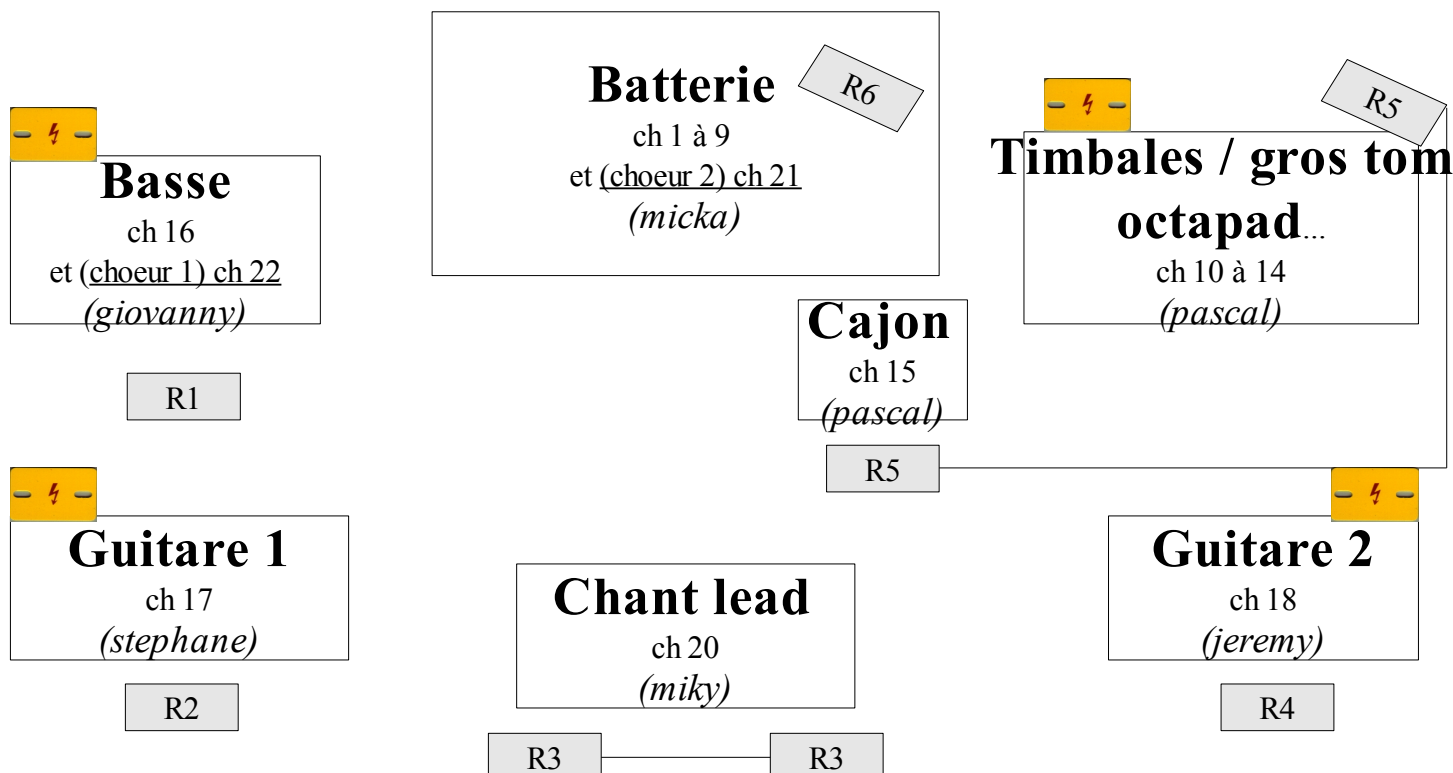 Batterie
ch 1 à 9
et (choeur 2) ch 21
(micka)
R6
R5
Timbales / gros tom
octapad...
ch 10 à 14
(pascal)
Basse
ch 16
et (choeur 1) ch 22
(giovanny)
R1
Cajon
ch 15
(pascal)
R5
Guitare 1
ch 17
(stephane)
R2
Chant lead
ch 20
(miky)
R3
R3
Guitare 2
ch 18
(jeremy)
R4